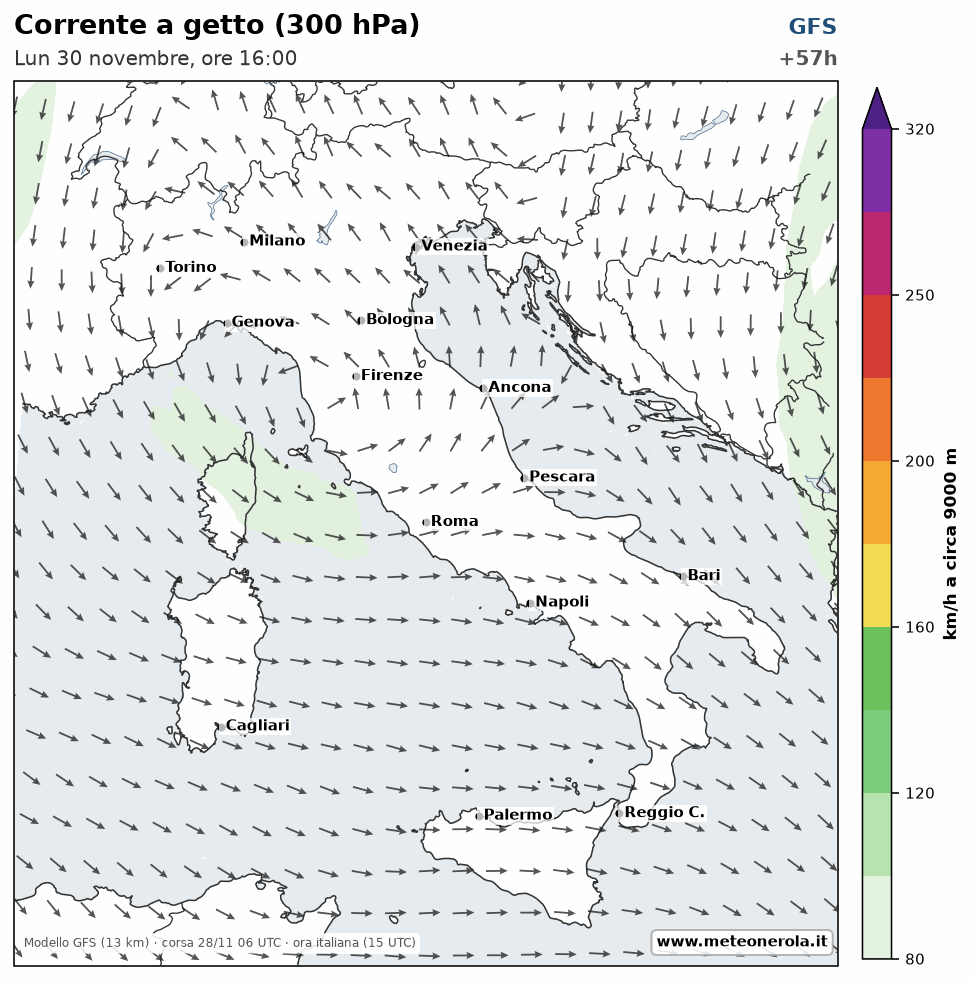 Corrente a getto (300 hPa)
GFS
Lun 30 novembre, ore 16:00
+57h
320
Milano
Venezia
Torino
250
Genova
Bologna
Firenze
Ancona
200
Pescara
Roma
km/h a circa 9000 m
Bari
Napoli
160
Cagliari
120
Palermo
Reggio C.
Modello GFS (13 km) · corsa 28/11 06 UTC · ora italiana (15 UTC)
www.meteonerola.it
80